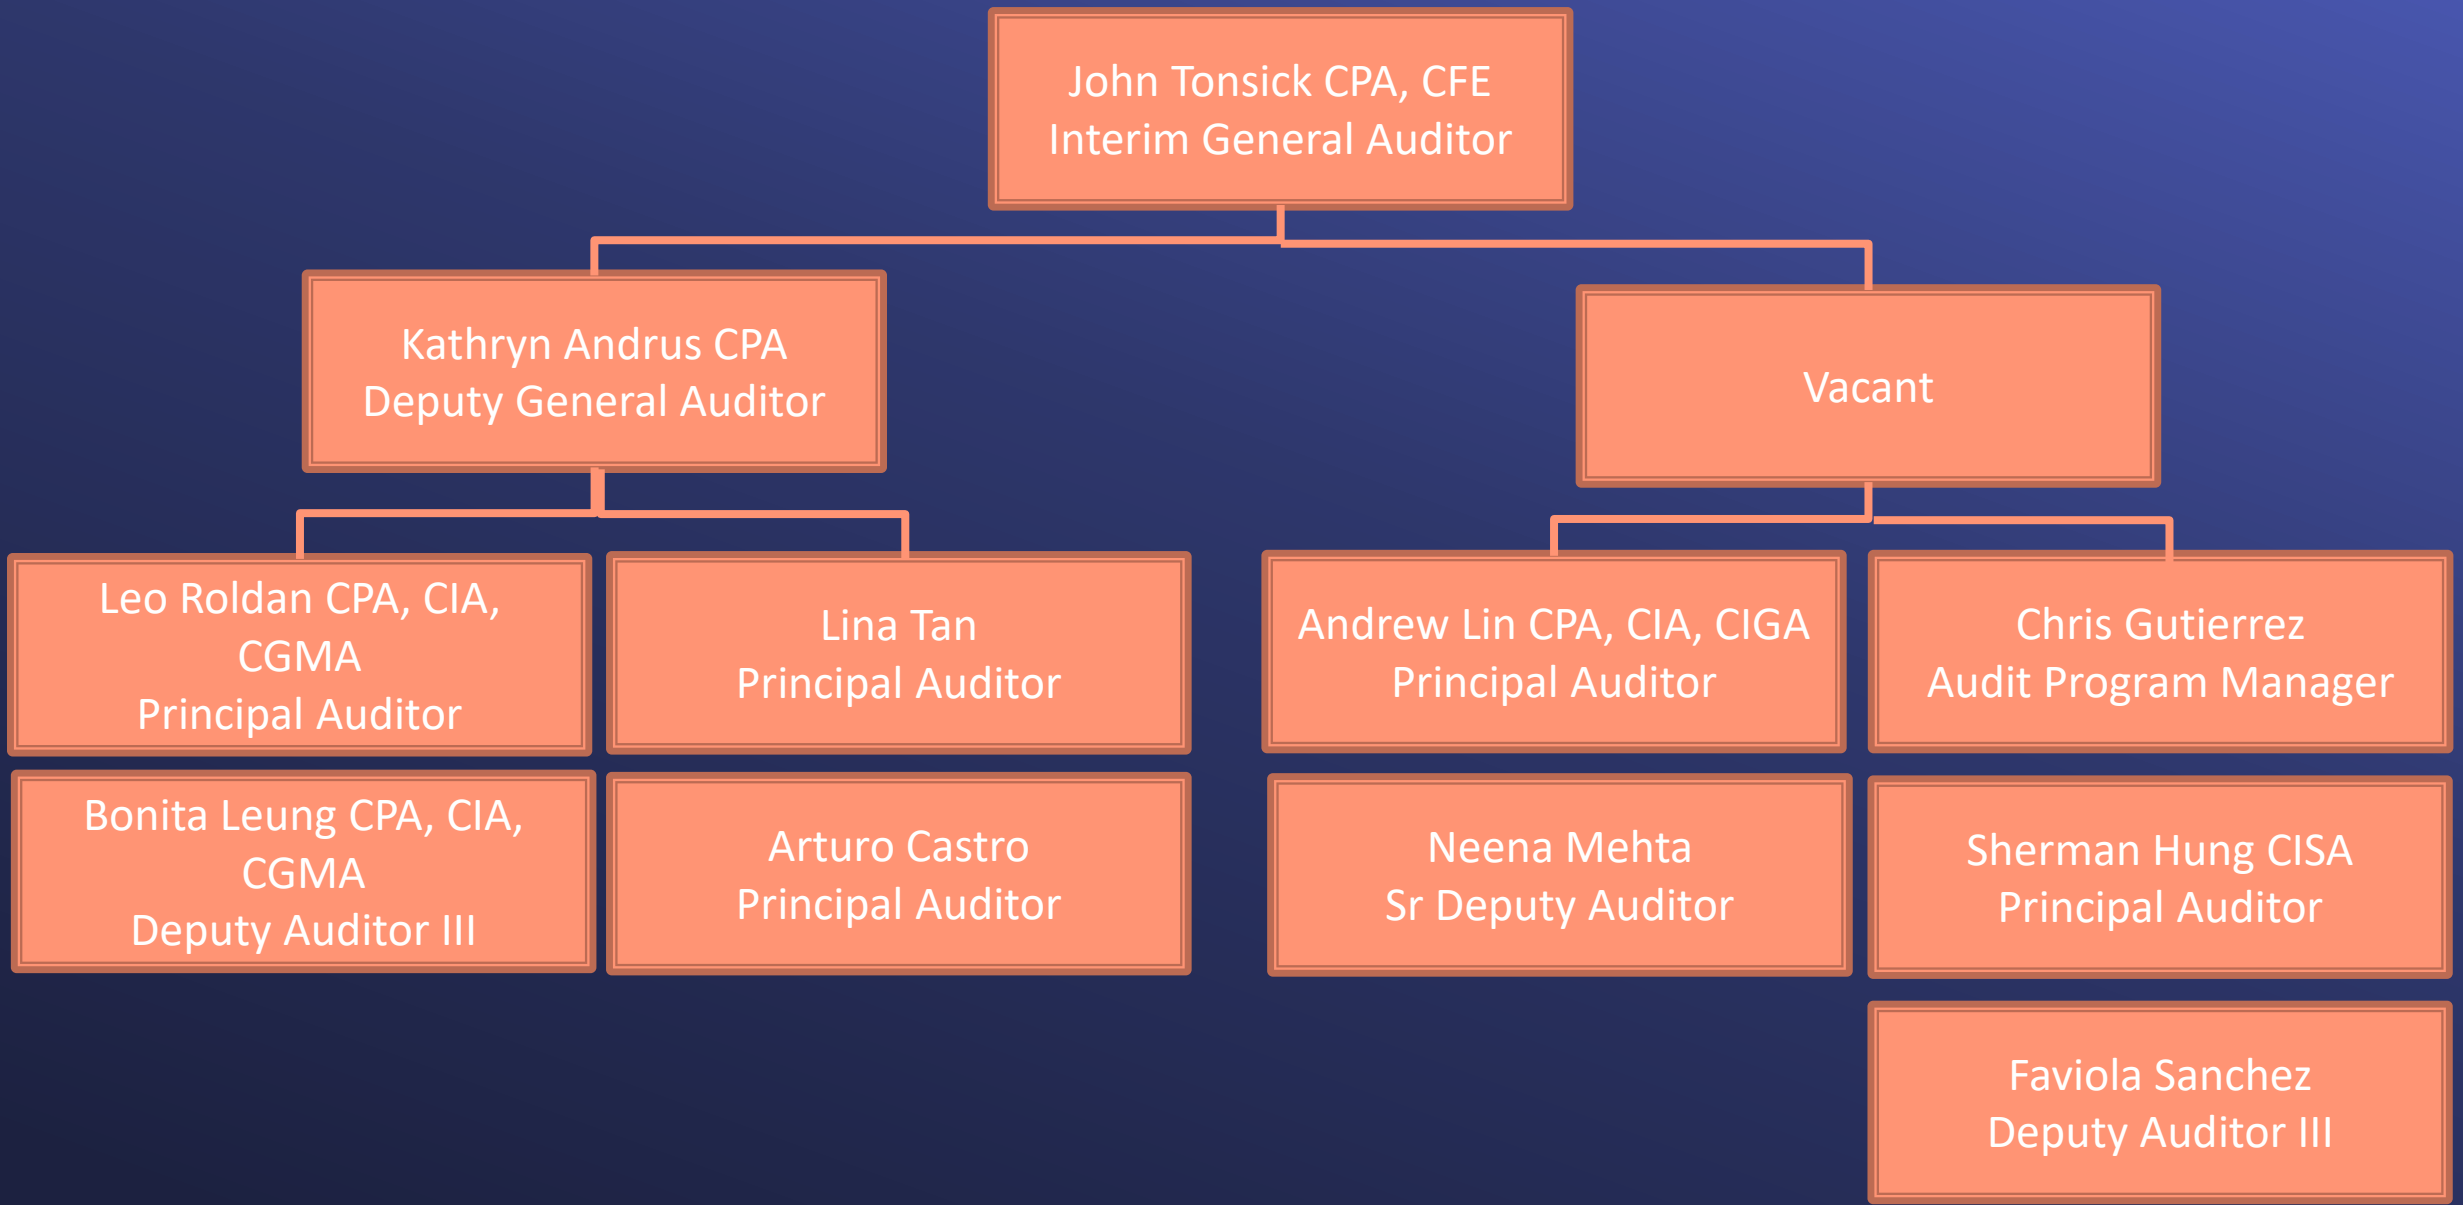 John Tonsick CPA, CFE
Interim General Auditor
Kathryn Andrus CPA
Deputy General Auditor
Vacant
Leo Roldan CPA, CIA,
CGMA
Principal Auditor
Lina Tan
Principal Auditor
Andrew Lin CPA, CIA, CIGA
Principal Auditor
Chris Gutierrez
Audit Program Manager
Bonita Leung CPA, CIA,
CGMA
Deputy Auditor III
Arturo Castro
Principal Auditor
Neena Mehta
Sr Deputy Auditor
Sherman Hung CISA
Principal Auditor
Faviola Sanchez
Deputy Auditor III